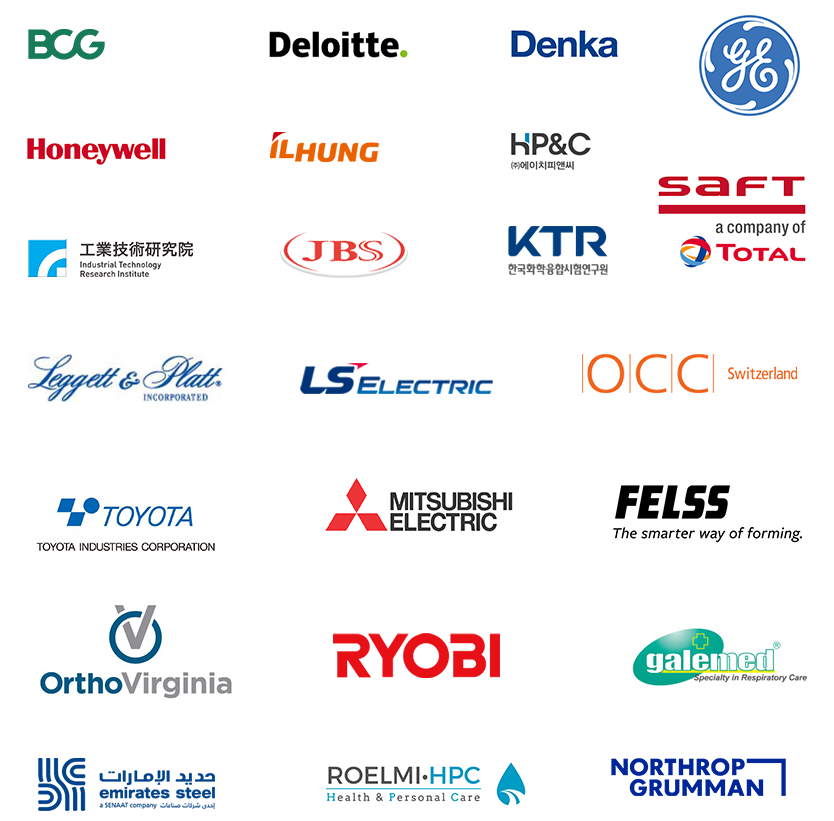 BCG
Deloitte.
Denka
GE
Honeywell
ILHUNG
HP&C
㈜에이치피앤씨
saft
a company of
TOTAL
工業技術研究院
Industrial Technology
Research Institute
JBS
KTR
한국화학융합시험연구원
Leggett & Platt®
INCORPORATED
LS ELECTRIC
OCC Switzerland
TOYOTA
TOYOTA INDUSTRIES CORPORATION
MITSUBISHI
ELECTRIC
FELSS
The smarter way of forming.
OrthoVirginia
RYOBI
galemed®
Specialty in Respiratory Care
حديد الإمارات
emirates steel
a SENAAT company إحدى شركات صناعات
ROELMI•HPC
Health & Personal Care
NORTHROP
GRUMMAN